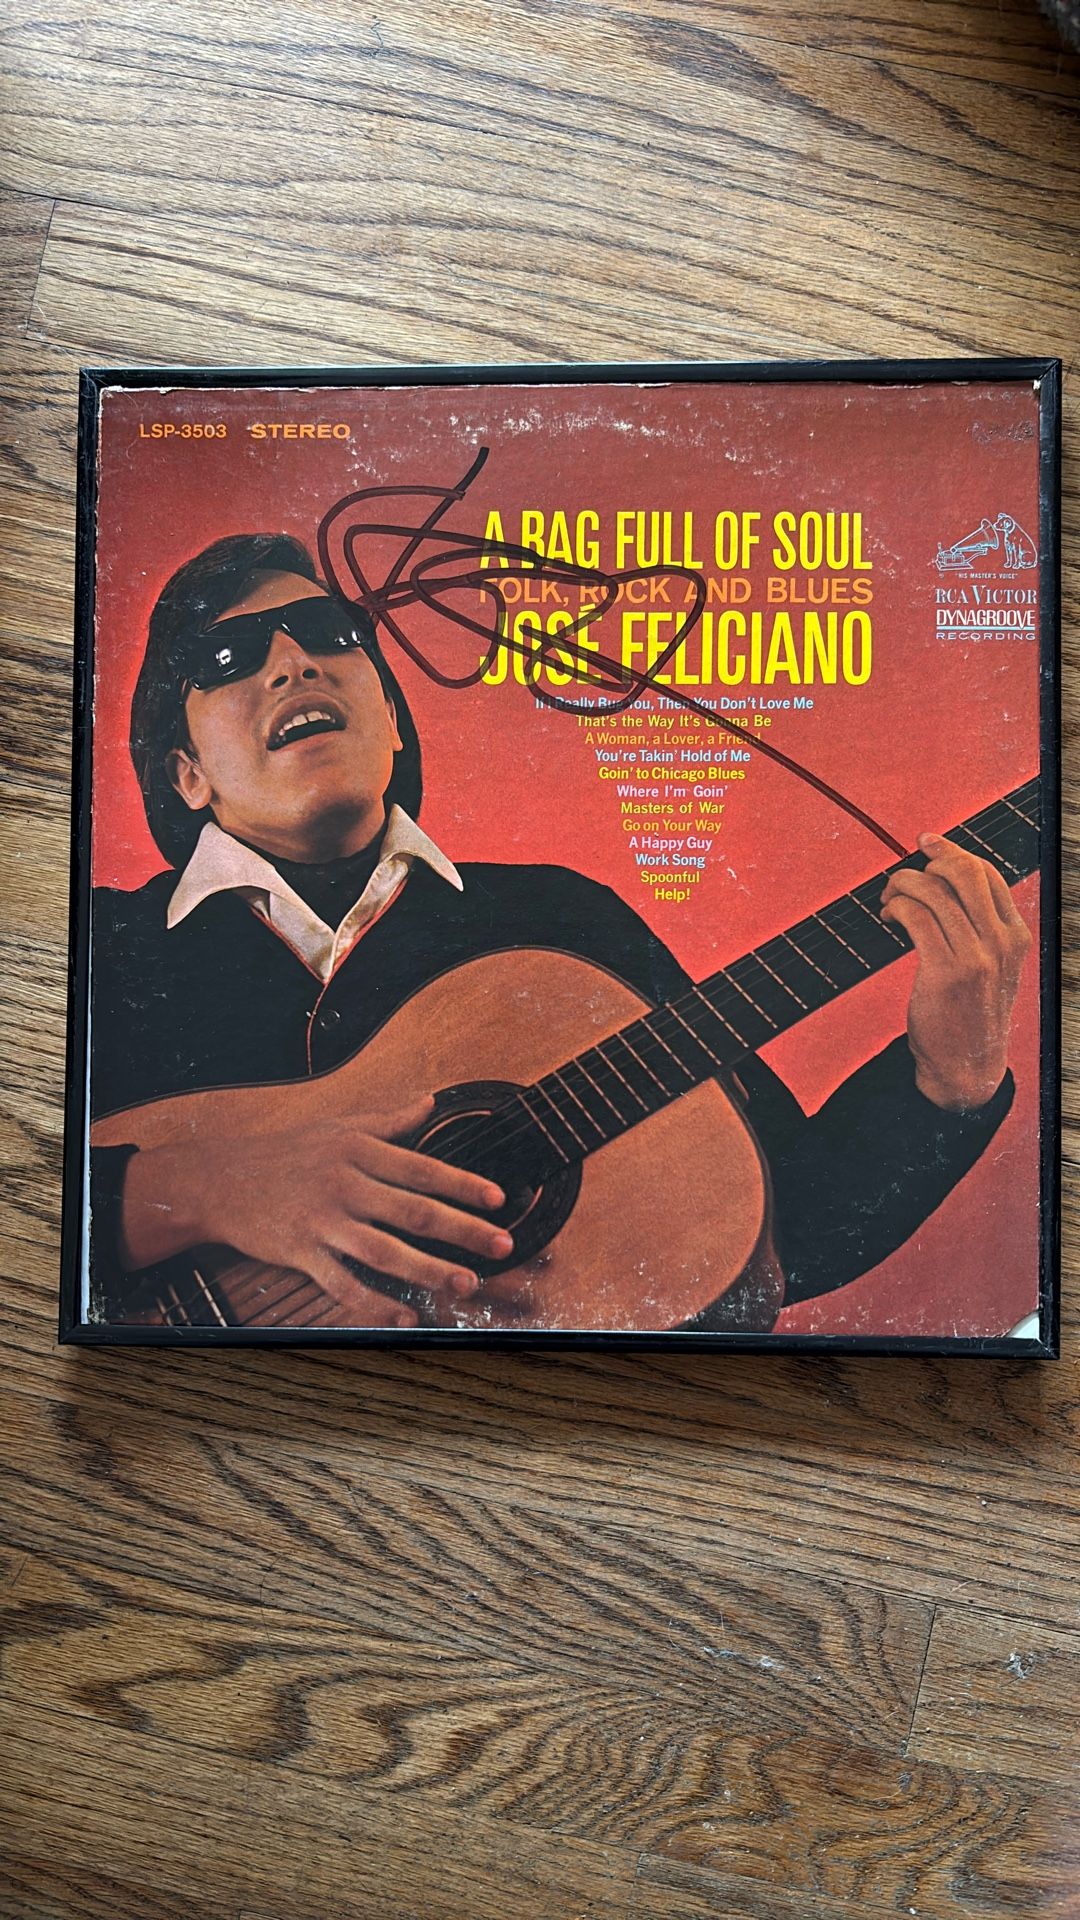 LSP-3503 STEREO
A BAG FULL OF SOUL
FOLK, ROCK AND BLUES
JOSÉ FELICIANO
"HIS MASTER'S VOICE"
RCA VICTOR
DYNAGROOVE
RECORDING
If I Really Bug You, Then You Don't Love Me
That's the Way It's Gonna Be
A Woman, a Lover, a Friend
You're Takin' Hold of Me
Goin' to Chicago Blues
Where I'm Goin'
Masters of War
Go on Your Way
A Happy Guy
Work Song
Spoonful
Help!